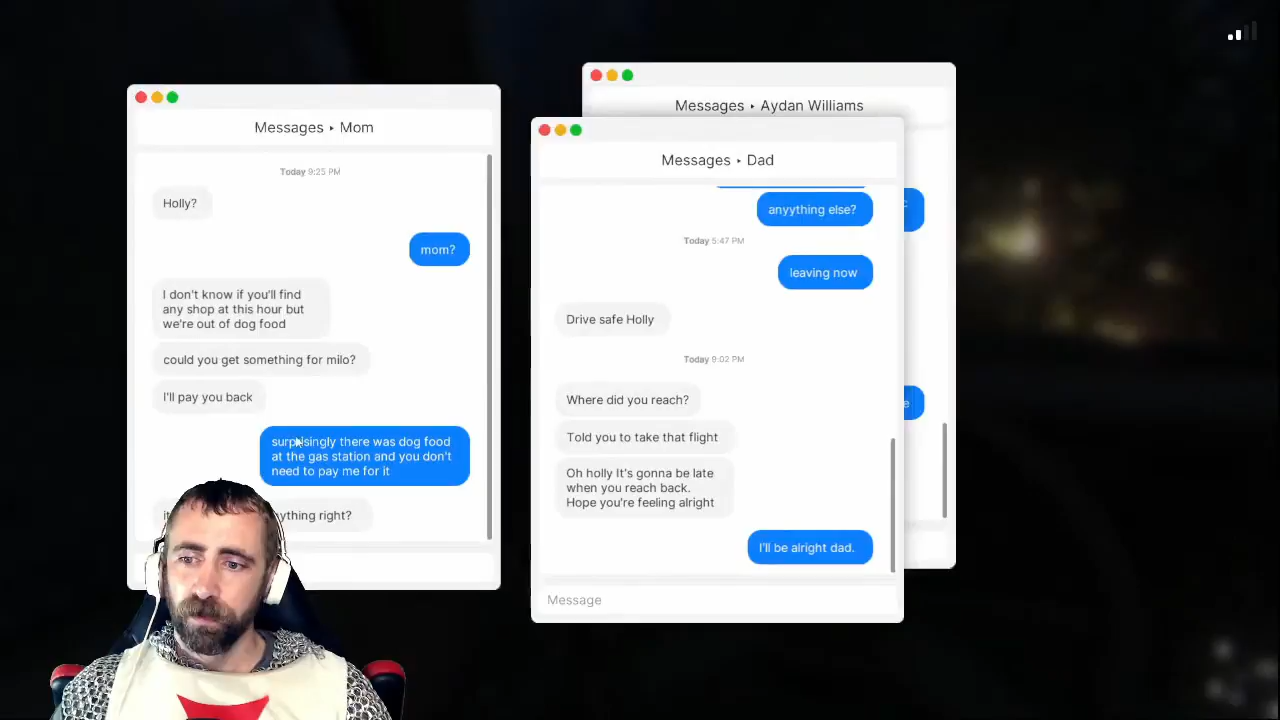 Messages ▸ Mom
Today 9:25 PM
Holly?
mom?
I don't know if you'll find
any shop at this hour but
we're out of dog food
could you get something for milo?
I'll pay you back
surprisingly there was dog food
at the gas station and you don't
need to pay me for it
right?
Messages ▸ Aydan Williams
Messages ▸ Dad
anyything else?
Today 5:47 PM
leaving now
Drive safe Holly
Today 9:02 PM
Where did you reach?
Told you to take that flight
Oh holly It's gonna be late
when you reach back.
Hope you're feeling alright
I'll be alright dad.
Message